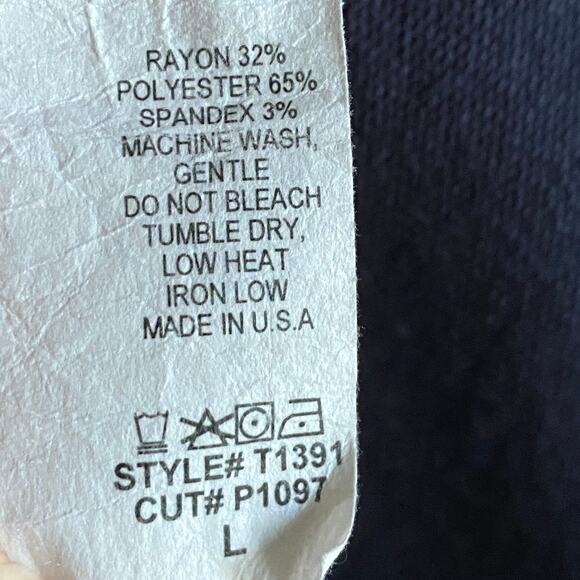 RAYON 32%
POLYESTER 65%
SPANDEX 3%
MACHINE WASH,
GENTLE
DO NOT BLEACH
TUMBLE DRY,
LOW HEAT
IRON LOW
MADE IN U.S.A
STYLE# T1391
CUT# P1097
L